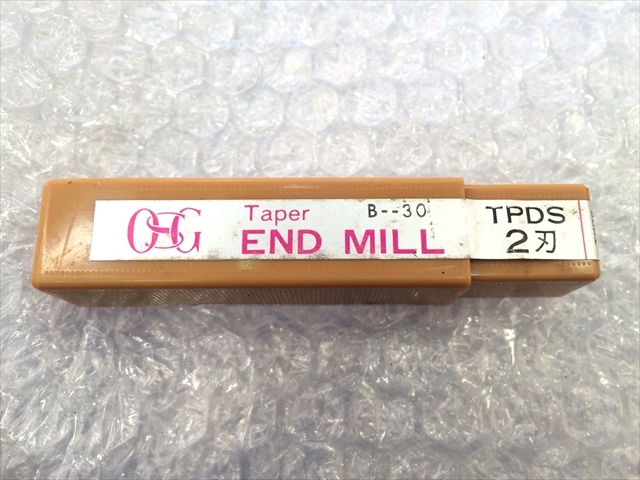 OSG Taper B--30 TPDS
END MILL 2刃